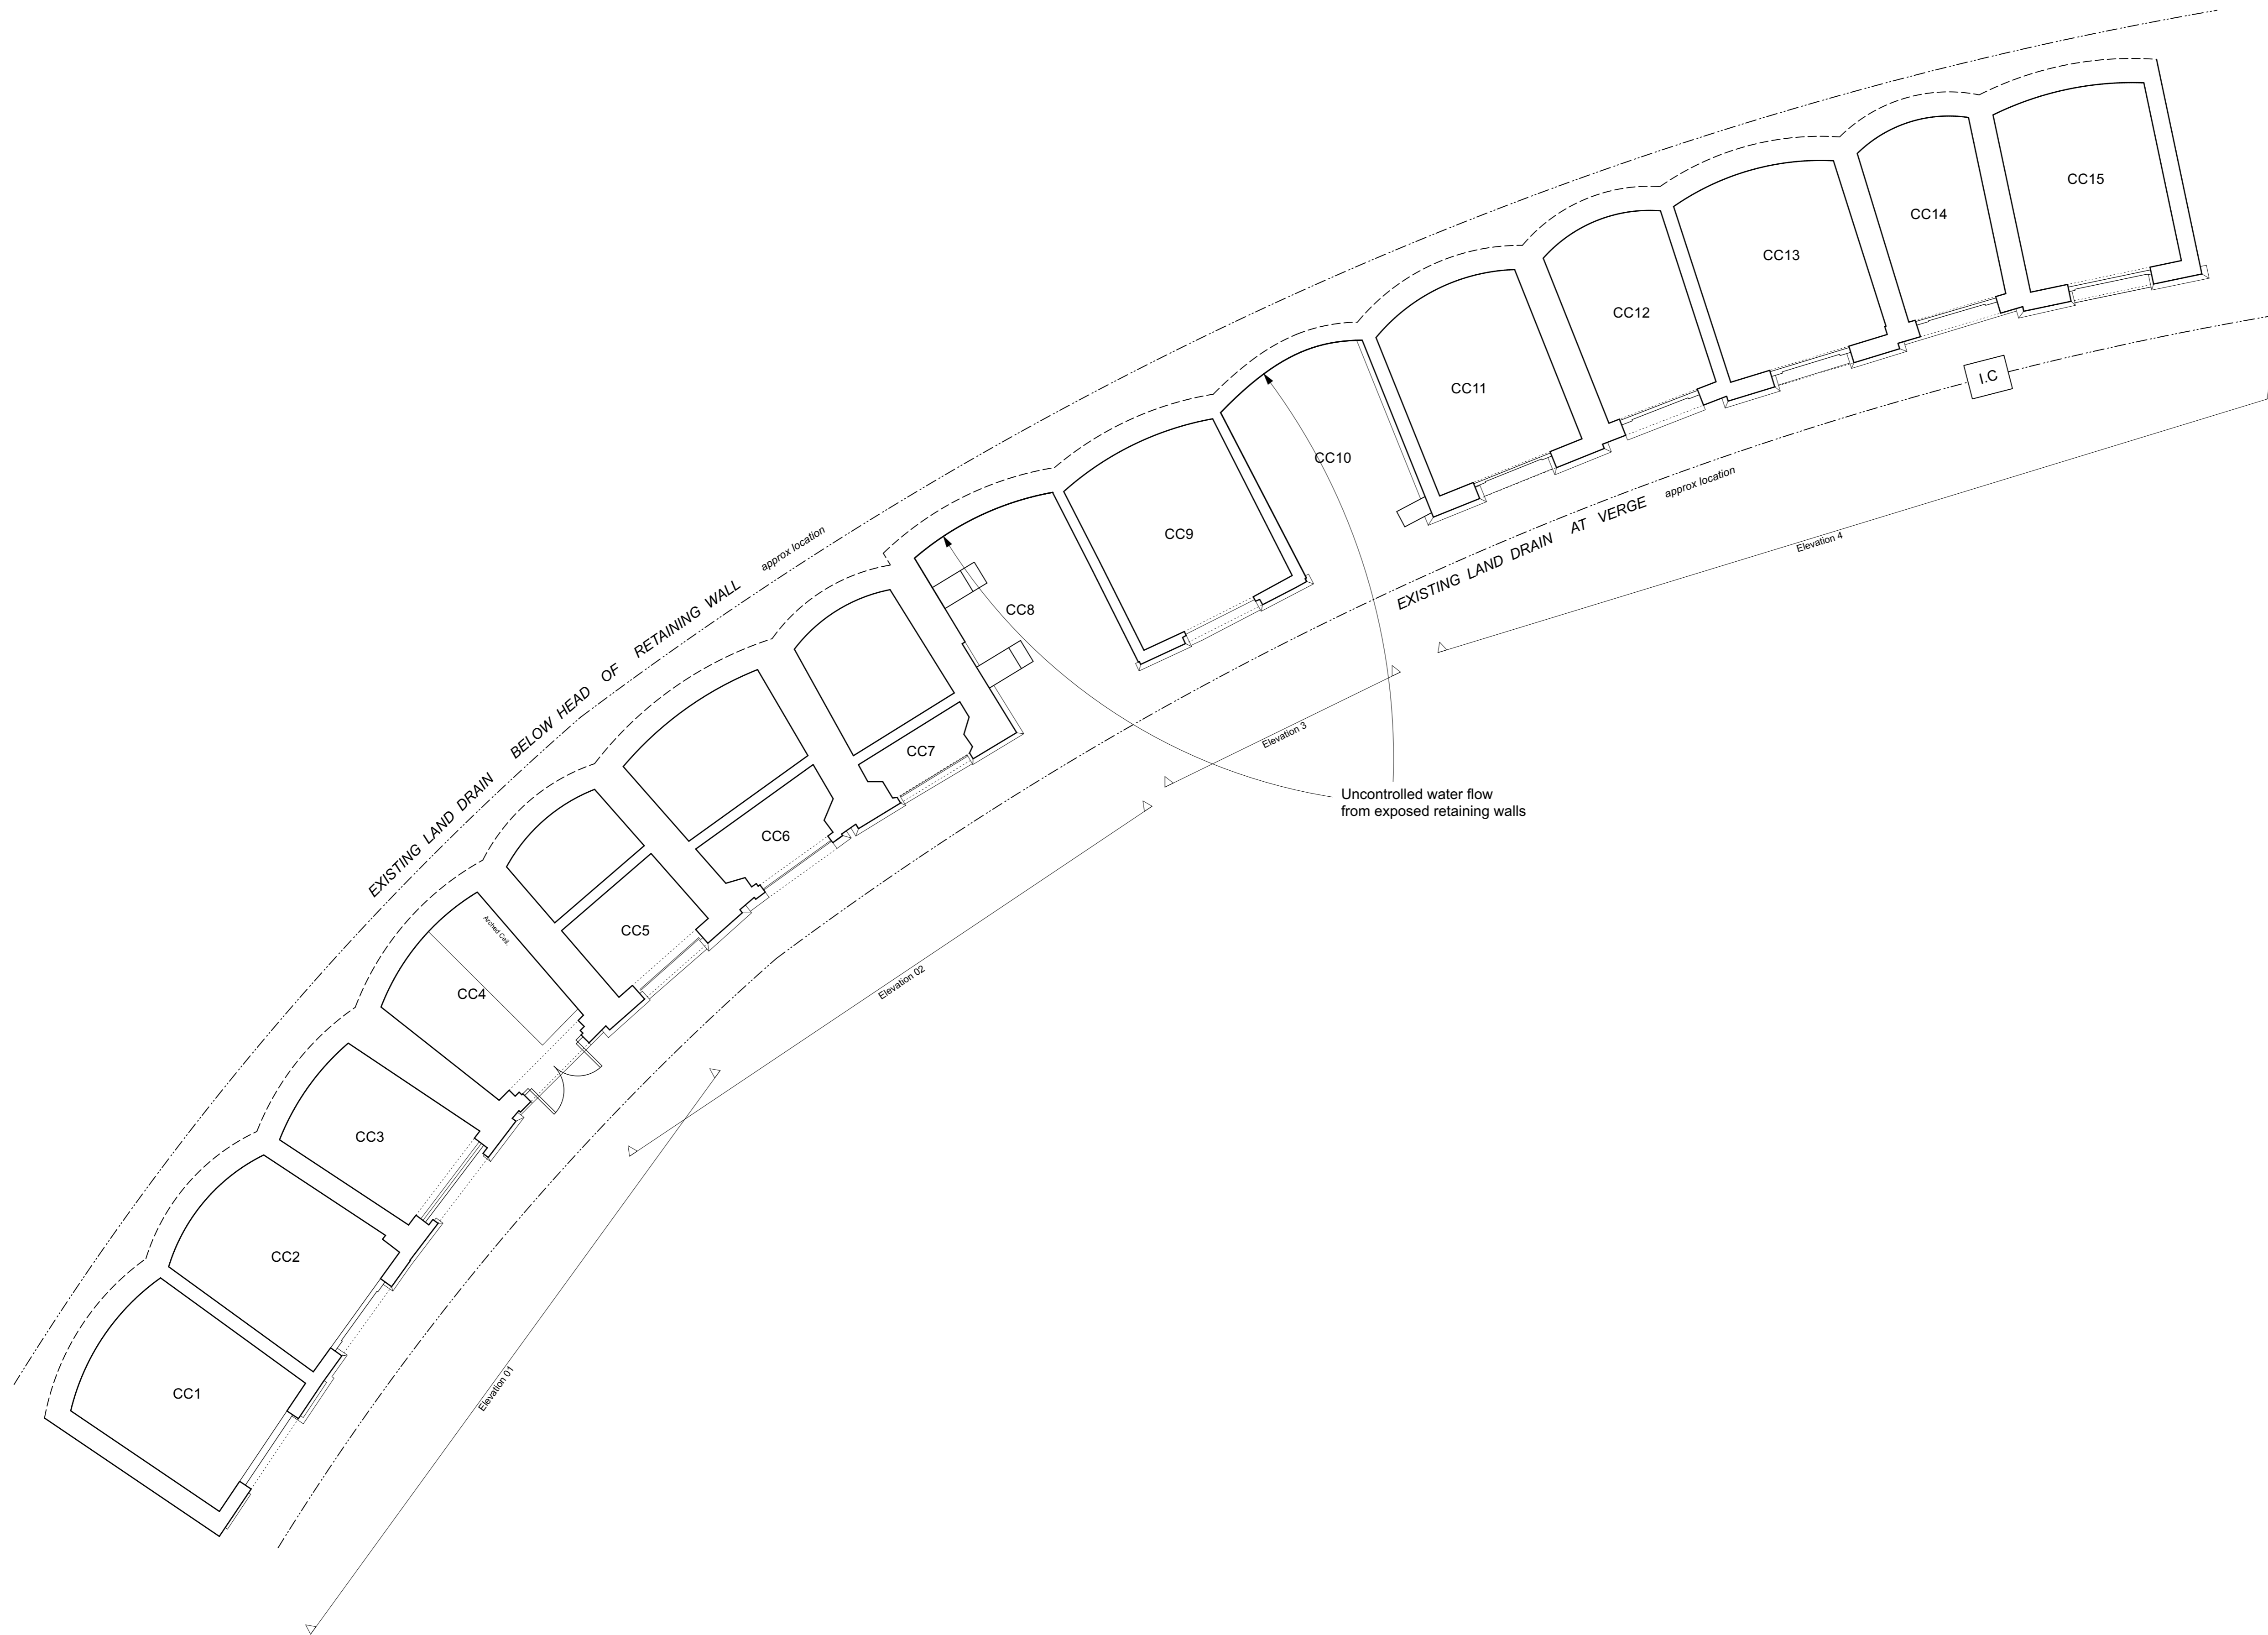 CC15
CC14
CC13
CC12
I.C
CC11
CC10
EXISTING LAND DRAIN AT VERGE approx location
Elevation 4
CC9
EXISTING LAND DRAIN BELOW HEAD OF RETAINING WALL approx location
CC8
Elevation 3
CC7
Uncontrolled water flow
from exposed retaining walls
CC6
CC5
Arched Ceil.
Elevation 02
CC4
CC3
CC2
CC1
Elevation 01